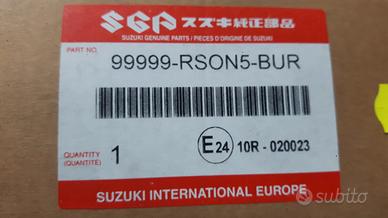 SGP スズキ純正部品
SUZUKI GENUINE PARTS / PIECES D'ORIGINE DE SUZUKI
PART NO. 99999-RSON5-BUR
QUANTITY
(QUANTITE) 1 E24 10R - 020023
SUZUKI INTERNATIONAL EUROPE
subito